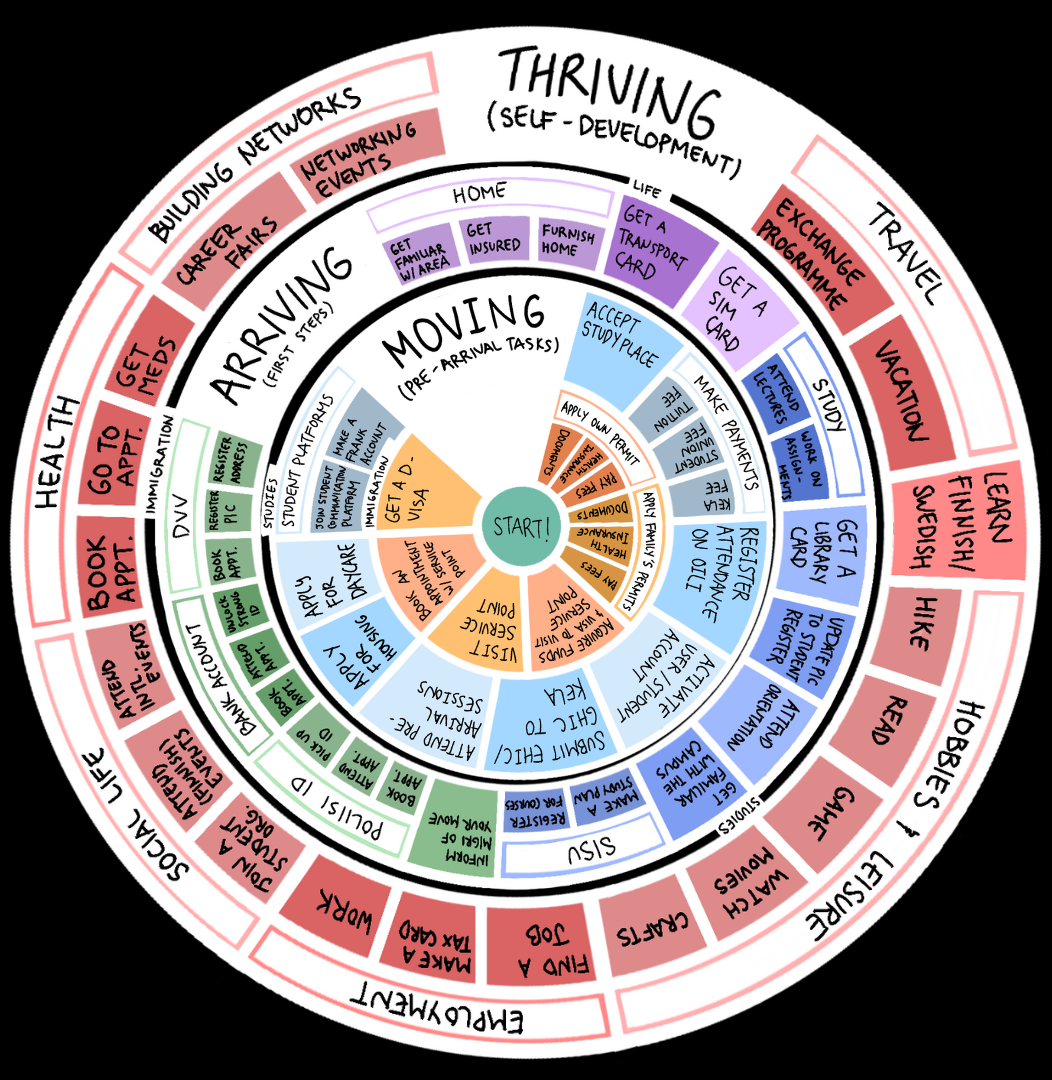 THRIVING
(SELF-DEVELOPMENT)
TRAVEL
EXCHANGE
PROGRAMME
VACATION
LEARN
FINNISH/
SWEDISH
HOBBIES & LEISURE
HIKE
READ
GAME
WATCH
MOVIES
CRAFTS
EMPLOYMENT
FIND A
JOB
MAKE A
TAX CARD
WORK
SOCIAL LIFE
JOIN A
STUDENT
ORG.
ATTEND
(FINNISH)
EVENTS
ATTEND
INTL. EVENTS
HEALTH
BOOK
APPT.
GO TO
APPT.
GET
MEDS
BUILDING NETWORKS
CAREER
FAIRS
NETWORKING
EVENTS
ARRIVING
(FIRST STEPS)
HOME
GET
FAMILIAR
W/ AREA
GET
INSURED
FURNISH
HOME
LIFE
GET A
TRANSPORT
CARD
GET A
SIM
CARD
STUDY
ATTEND
LECTURES
WORK ON
ASSIGN-
MENTS
GET A
LIBRARY
CARD
UPDATE PIC
TO STUDENT
REGISTER
ATTEND
ORIENTATION
GET
FAMILIAR
WITH THE
CAMPUS
STUDIES
SISU
MAKE A
STUDY PLAN
REGISTER
FOR COURSES
INFORM
MIGRI OF
YOUR MOVE
POLIISI ID
BOOK
APPT.
ATTEND
APPT.
PICK UP
ID
BANK ACCOUNT
BOOK
APPT.
ATTEND
APPT.
UNLOCK
STRONG
ID
DVV
BOOK
APPT.
REGISTER
PIC
REGISTER
ADDRESS
IMMIGRATION
MOVING
(PRE-ARRIVAL TASKS)
ACCEPT
STUDY PLACE
MAKE PAYMENTS
TUITION
FEE
STUDENT
UNION
FEE
KELA
FEE
REGISTER
ATTENDANCE
ON OILI
ACTIVATE
USER/STUDENT
ACCOUNT
SUBMIT EHIC/
GHIC TO
KELA
ATTEND PRE-
ARRIVAL
SESSIONS
APPLY
FOR
HOUSING
APPLY
FOR
DAYCARE
STUDIES
STUDENT PLATFORMS
JOIN STUDENT
COMMUNICATION
PLATFORM
MAKE A
FRANK
ACCOUNT
IMMIGRATION
APPLY OWN PERMIT
DOCUMENTS
HEALTH
INSURANCE
PAY FEES
APPLY FAMILY'S PERMITS
DOCUMENTS
HEALTH
INSURANCE
PAY FEES
ACQUIRE FUNDS
& VISA TO VISIT
SERVICE
POINT
VISIT
SERVICE
POINT
BOOK
AN
APPOINTMENT
W/ SERVICE
POINT
GET A D-
VISA
START!